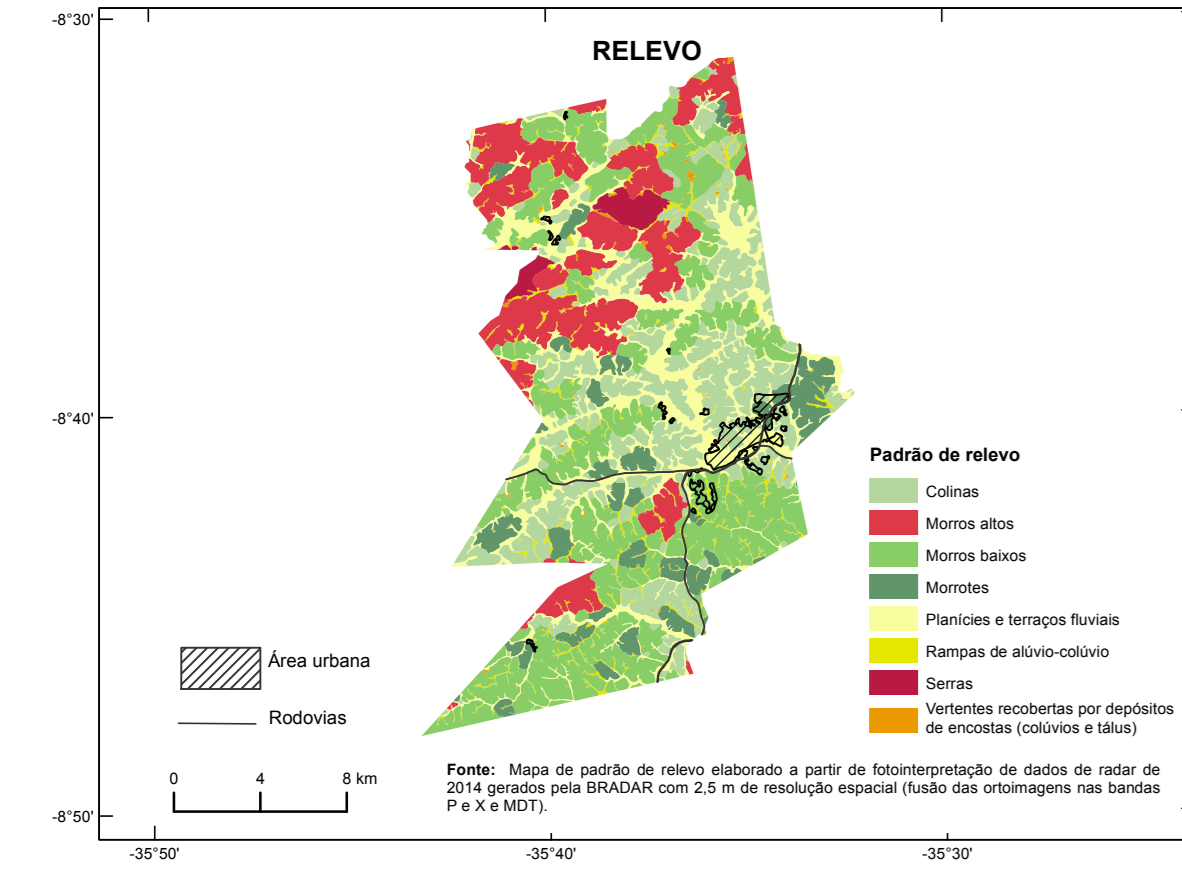 -8°30'
RELEVO
-8°40'
Padrão de relevo
Colinas
Morros altos
Morros baixos
Morrotes
Planícies e terraços fluviais
Rampas de alúvio-colúvio
Serras
Vertentes recobertas por depósitos
de encostas (colúvios e tálus)
Área urbana
Rodovias
0 4 8 km
Fonte: Mapa de padrão de relevo elaborado a partir de fotointerpretação de dados de radar de
2014 gerados pela BRADAR com 2,5 m de resolução espacial (fusão das ortoimagens nas bandas
P e X e MDT).
-8°50'
-35°50' -35°40' -35°30'